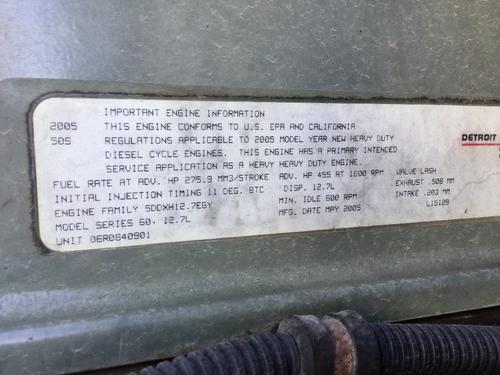 IMPORTANT ENGINE INFORMATION
2005 THIS ENGINE CONFORMS TO U.S. EPA AND CALIFORNIA
50S REGULATIONS APPLICABLE TO 2005 MODEL YEAR NEW HEAVY DUTY
DIESEL CYCLE ENGINES. THIS ENGINE HAS A PRIMARY INTENDED
SERVICE APPLICATION AS A HEAVY HEAVY DUTY ENGINE.
DETROIT
FUEL RATE AT ADV. HP 275.9 MM3/STROKE ADV. HP 455 AT 1800 RPM VALVE LASH
INITIAL INJECTION TIMING 11 DEG. BTC DISP. 12.7L EXHAUST .508 MM
ENGINE FAMILY 5DDXH12.7EGY MIN. IDLE 600 RPM INTAKE .203 MM
MODEL SERIES 60, 12.7L MFG. DATE MAY 2005 L15129
UNIT 06R0840901